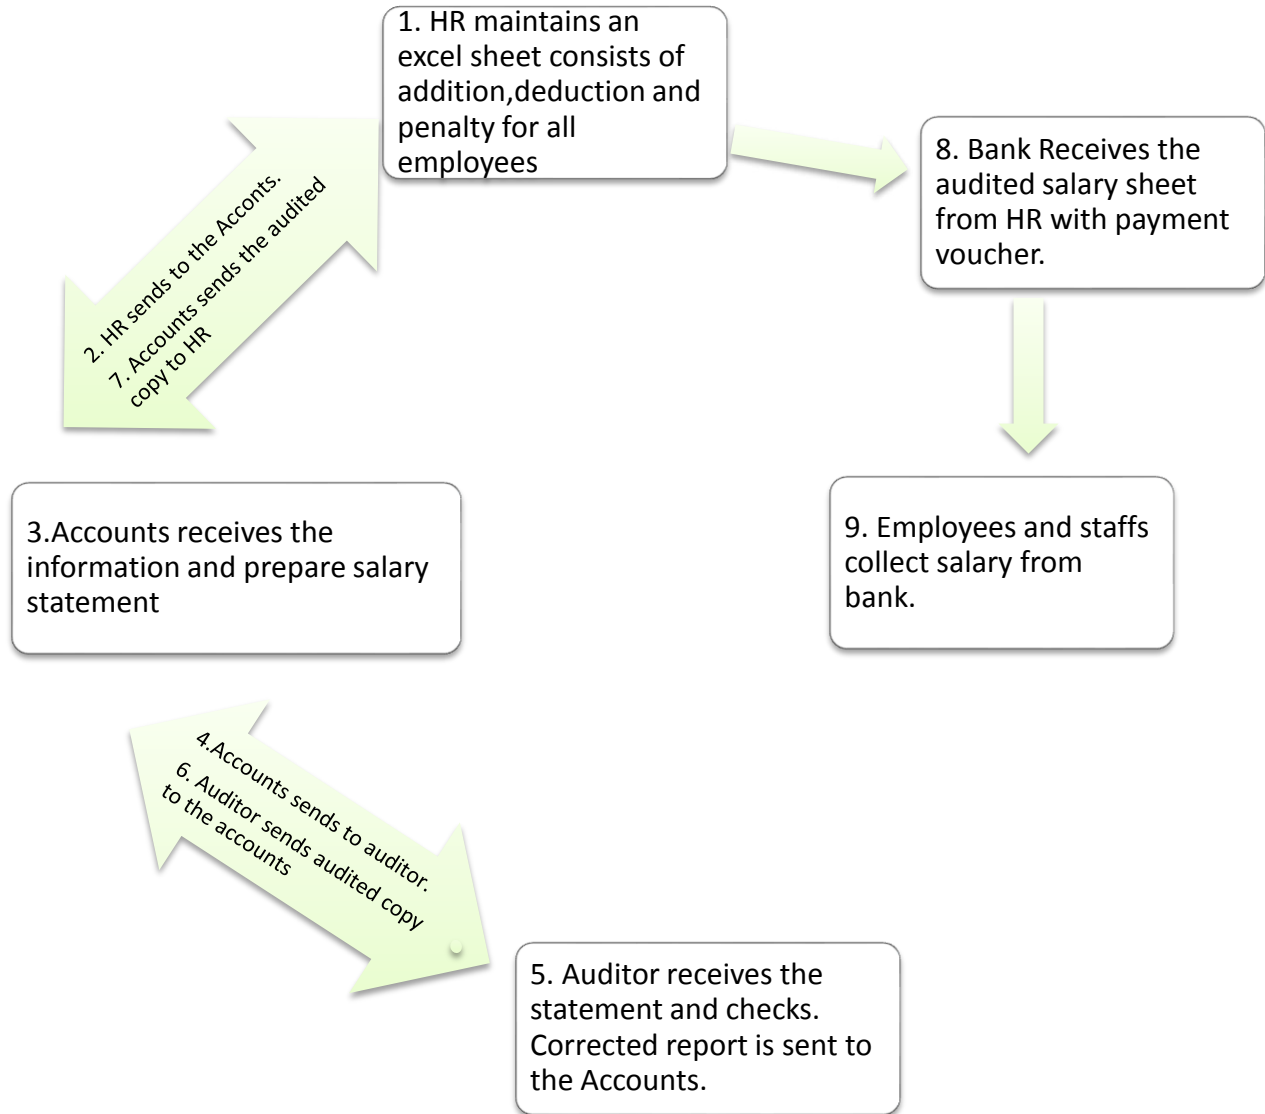 1. HR maintains an
excel sheet consists of
addition,deduction and
penalty for all
employees
2. HR sends to the Acconts.
7. Accounts sends the audited
copy to HR
3.Accounts receives the
information and prepare salary
statement
4.Accounts sends to auditor.
6. Auditor sends audited copy
to the accounts
5. Auditor receives the
statement and checks.
Corrected report is sent to
the Accounts.
8. Bank Receives the
audited salary sheet
from HR with payment
voucher.
9. Employees and staffs
collect salary from
bank.